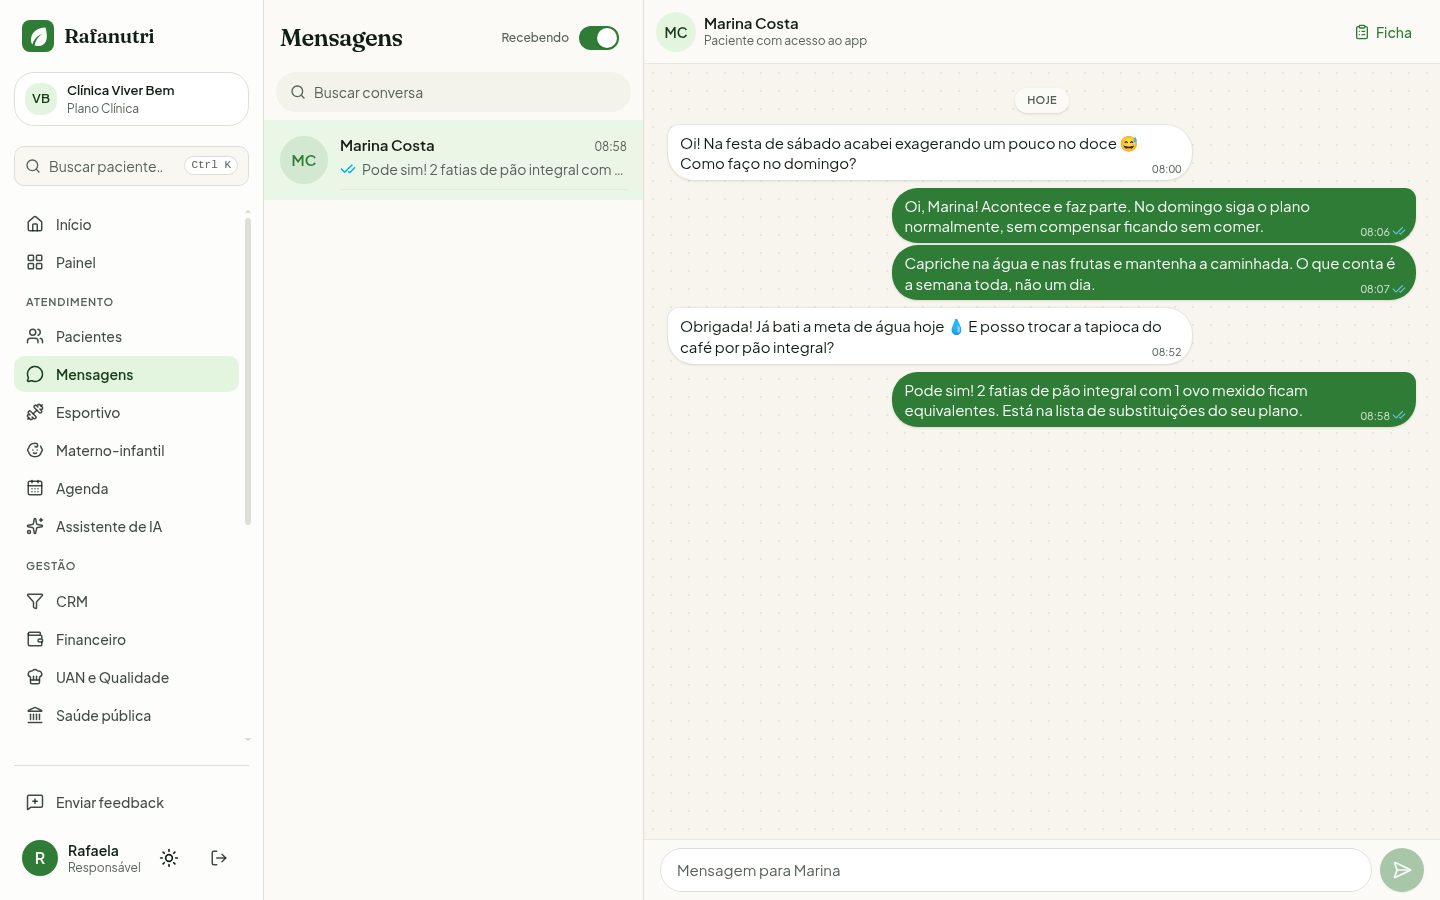 Rafanutri
VB
Clínica Viver Bem
Plano Clínica
Buscar paciente..
Ctrl K
Início
Painel
ATENDIMENTO
Pacientes
Mensagens
Esportivo
Materno-infantil
Agenda
Assistente de IA
GESTÃO
CRM
Financeiro
UAN e Qualidade
Saúde pública
Enviar feedback
R
Rafaela
Responsável
Mensagens
Recebendo
Buscar conversa
MC
Marina Costa
08:58
Pode sim! 2 fatias de pão integral com ...
MC
Marina Costa
Paciente com acesso ao app
Ficha
HOJE
Oi! Na festa de sábado acabei exagerando um pouco no doce 😅
Como faço no domingo?
08:00
Oi, Marina! Acontece e faz parte. No domingo siga o plano
normalmente, sem compensar ficando sem comer.
08:06
Capriche na água e nas frutas e mantenha a caminhada. O que conta é
a semana toda, não um dia.
08:07
Obrigada! Já bati a meta de água hoje 💧 E posso trocar a tapioca do
café por pão integral?
08:52
Pode sim! 2 fatias de pão integral com 1 ovo mexido ficam
equivalentes. Está na lista de substituições do seu plano.
08:58
Mensagem para Marina